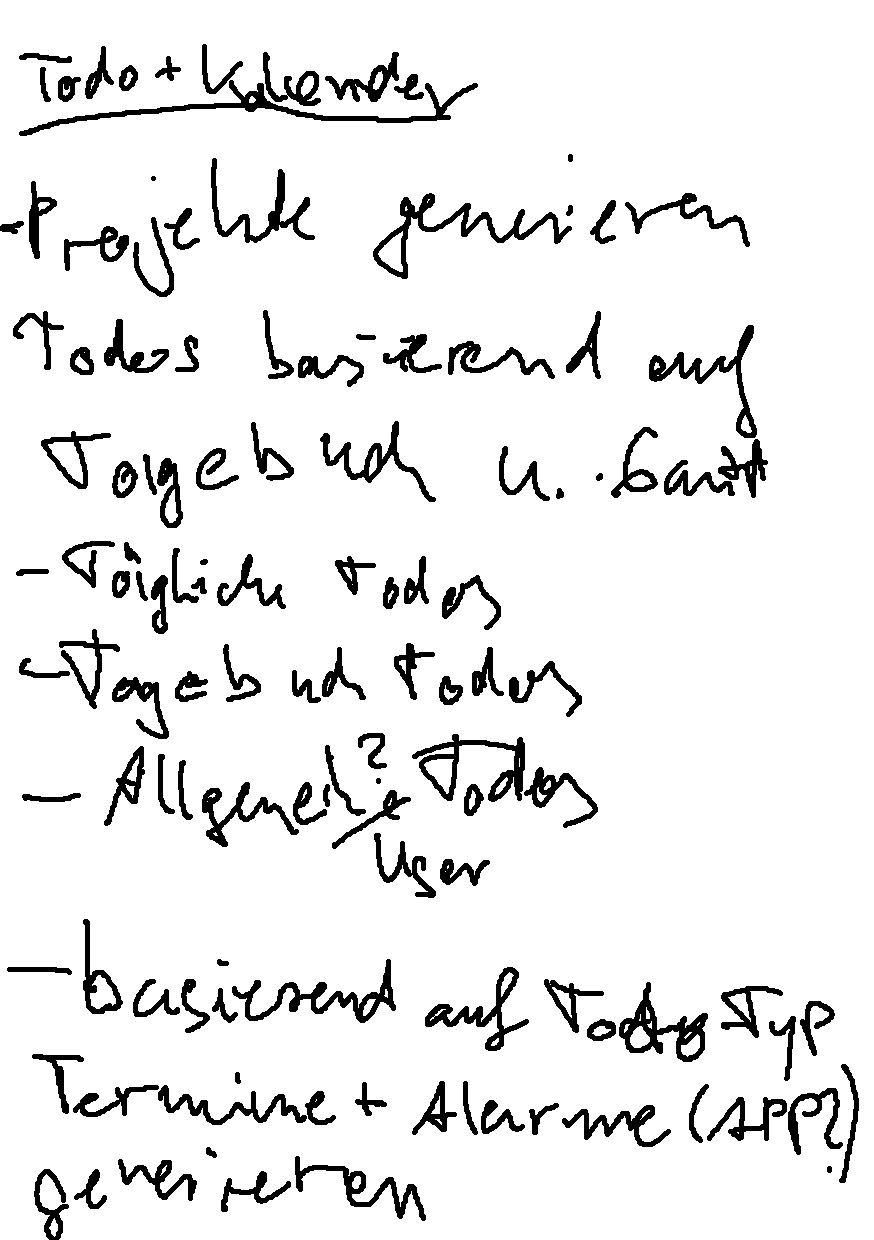 Todo + Kalender
- Projekte generieren
Todos basierend auf
Tagebuch u. Gantt
- Tägliche Todos
- Tagebuch Todos
- Allgemeine? Todos
User
- basierend auf Todo Typ
Termine + Alarme (APP?)
generieren